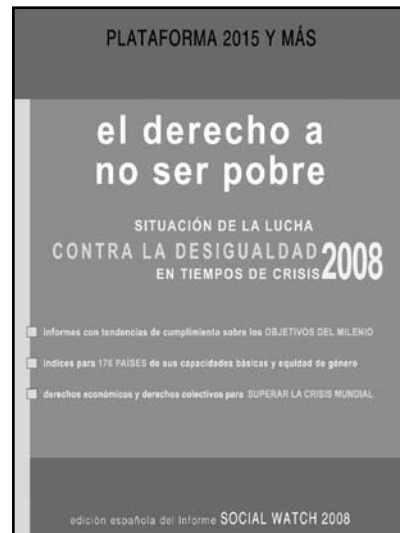 PLATAFORMA 2015 Y MÁS
el derecho a
no ser pobre
SITUACIÓN DE LA LUCHA
CONTRA LA DESIGUALDAD 2008
EN TIEMPOS DE CRISIS
informes con tendencias de cumplimiento sobre los OBJETIVOS DEL MILENIO
índices para 176 PAÍSES de sus capacidades básicas y equidad de género
derechos económicos y derechos colectivos para SUPERAR LA CRISIS MUNDIAL
edición española del Informe SOCIAL WATCH 2008